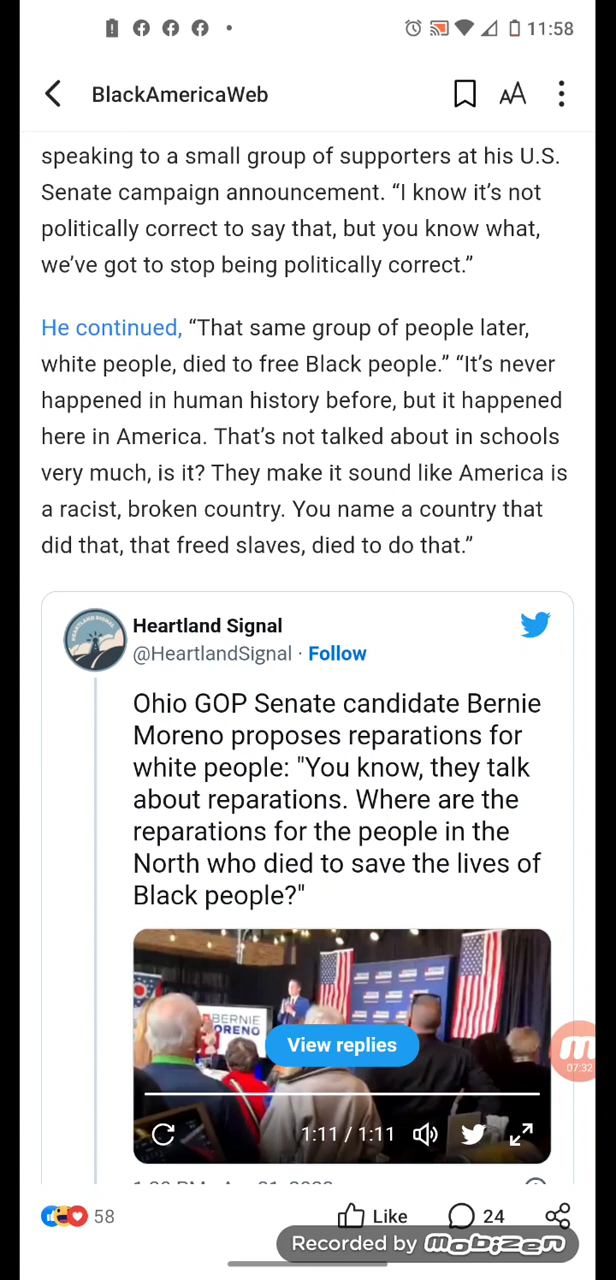 11:58
BlackAmericaWeb
AA
speaking to a small group of supporters at his U.S.
Senate campaign announcement. “I know it’s not
politically correct to say that, but you know what,
we’ve got to stop being politically correct.”
He continued, “That same group of people later,
white people, died to free Black people.” “It’s never
happened in human history before, but it happened
here in America. That’s not talked about in schools
very much, is it? They make it sound like America is
a racist, broken country. You name a country that
did that, that freed slaves, died to do that.”
HEARTLAND SIGNAL
Heartland Signal
@HeartlandSignal · Follow
Ohio GOP Senate candidate Bernie
Moreno proposes reparations for
white people: "You know, they talk
about reparations. Where are the
reparations for the people in the
North who died to save the lives of
Black people?"
BERNIE
ORENO
View replies
m
07:32
1:11 / 1:11
58
Like
24
Recorded by mobizen